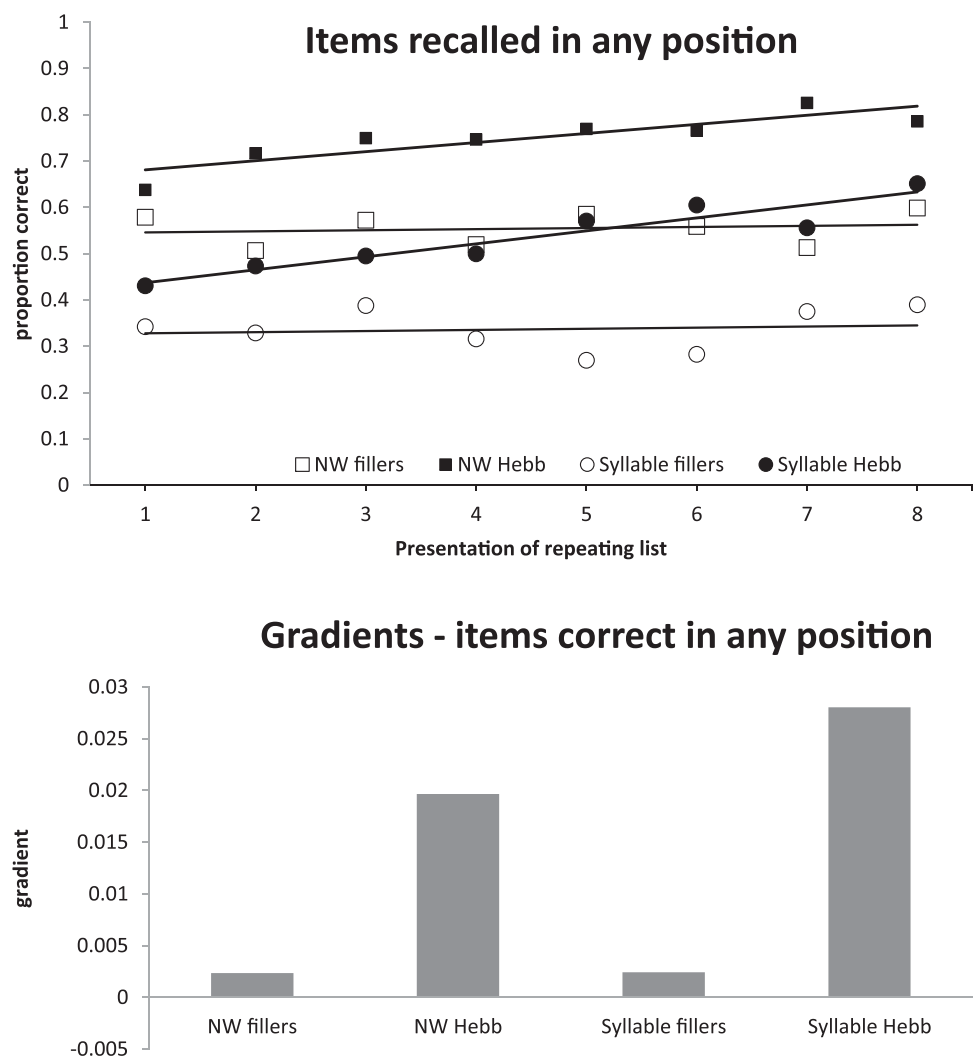 Items recalled in any position
1
0.9
0.8
0.7
0.6
0.5
0.4
0.3
0.2
0.1
0
proportion correct
NW fillers NW Hebb Syllable fillers Syllable Hebb
1 2 3 4 5 6 7 8
Presentation of repeating list
Gradients - items correct in any position
0.03
0.025
0.02
0.015
0.01
0.005
0
-0.005
gradient
NW fillers NW Hebb Syllable fillers Syllable Hebb